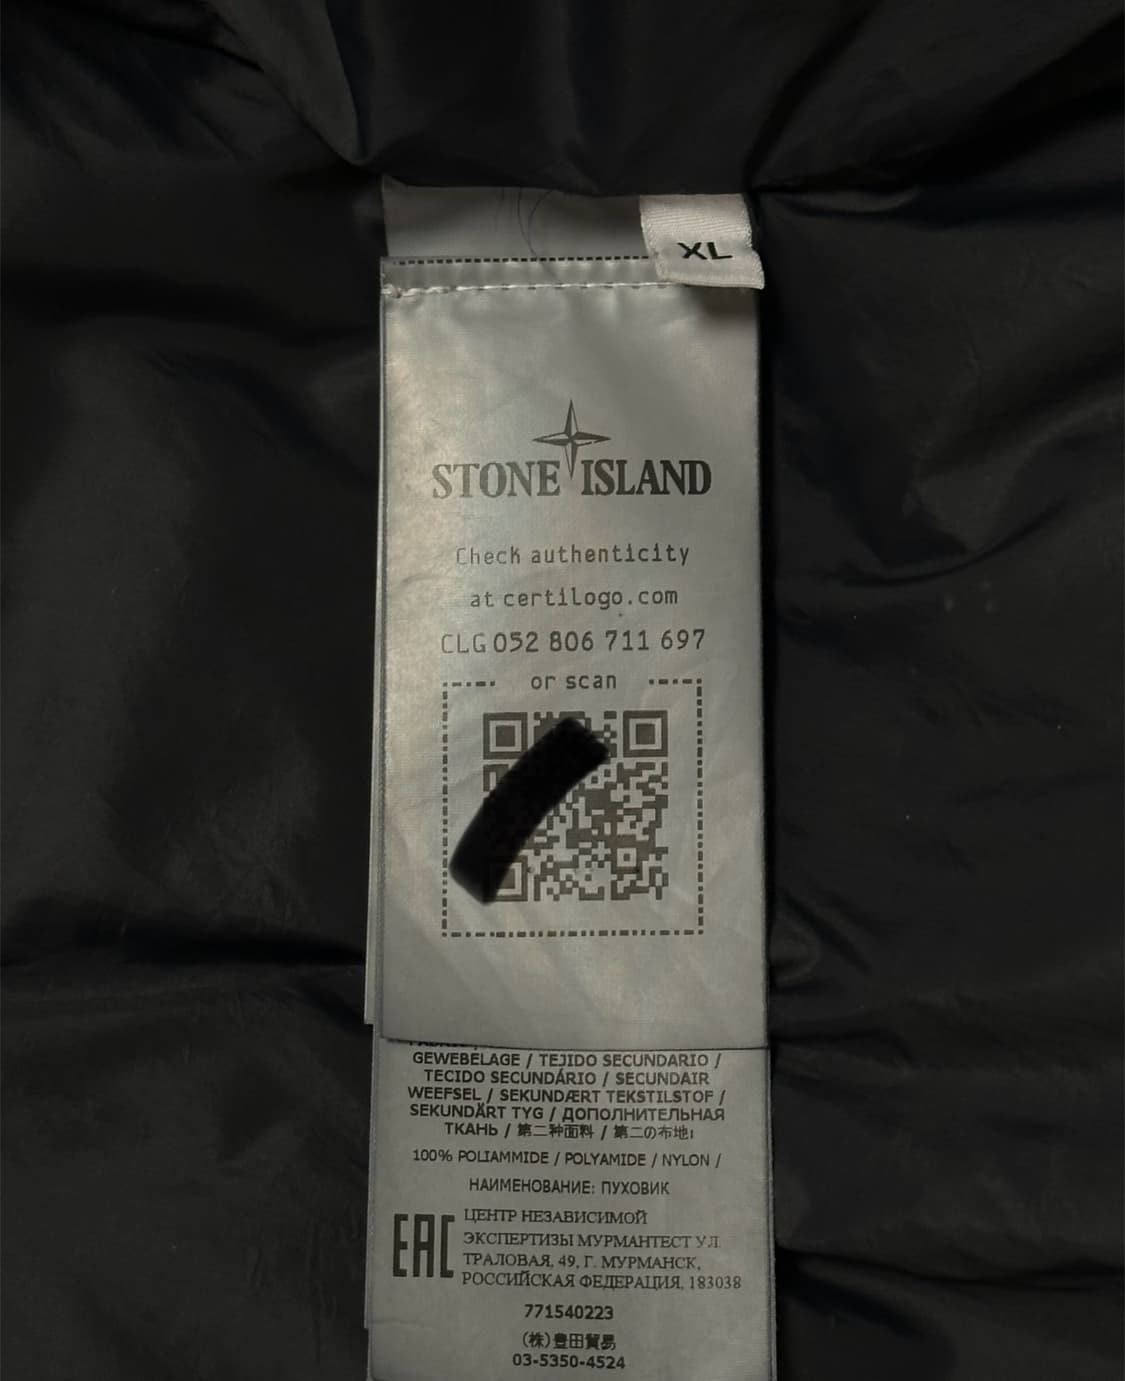 XL
STONE ISLAND
Check authenticity
at certilogo.com
CLG 052 806 711 697
or scan
GEWEBELAGE / TEJIDO SECUNDARIO /
TECIDO SECUNDÁRIO / SECUNDAIR
WEEFSEL / SEKUNDÆRT TEKSTILSTOF /
SEKUNDÄRT TYG / ДОПОЛНИТЕЛЬНАЯ
ТКАНЬ / 第二种面料 / 第二の布地:
100% POLIAMMIDE / POLYAMIDE / NYLON /
НАИМЕНОВАНИЕ: ПУХОВИК
EAC
ЦЕНТР НЕЗАВИСИМОЙ
ЭКСПЕРТИЗЫ МУРМАНТЕСТ УЛ.
ТРАЛОВАЯ, 49, Г. МУРМАНСК,
РОССИЙСКАЯ ФЕДЕРАЦИЯ, 183038
771540223
(株)豊田貿易
03-5350-4524